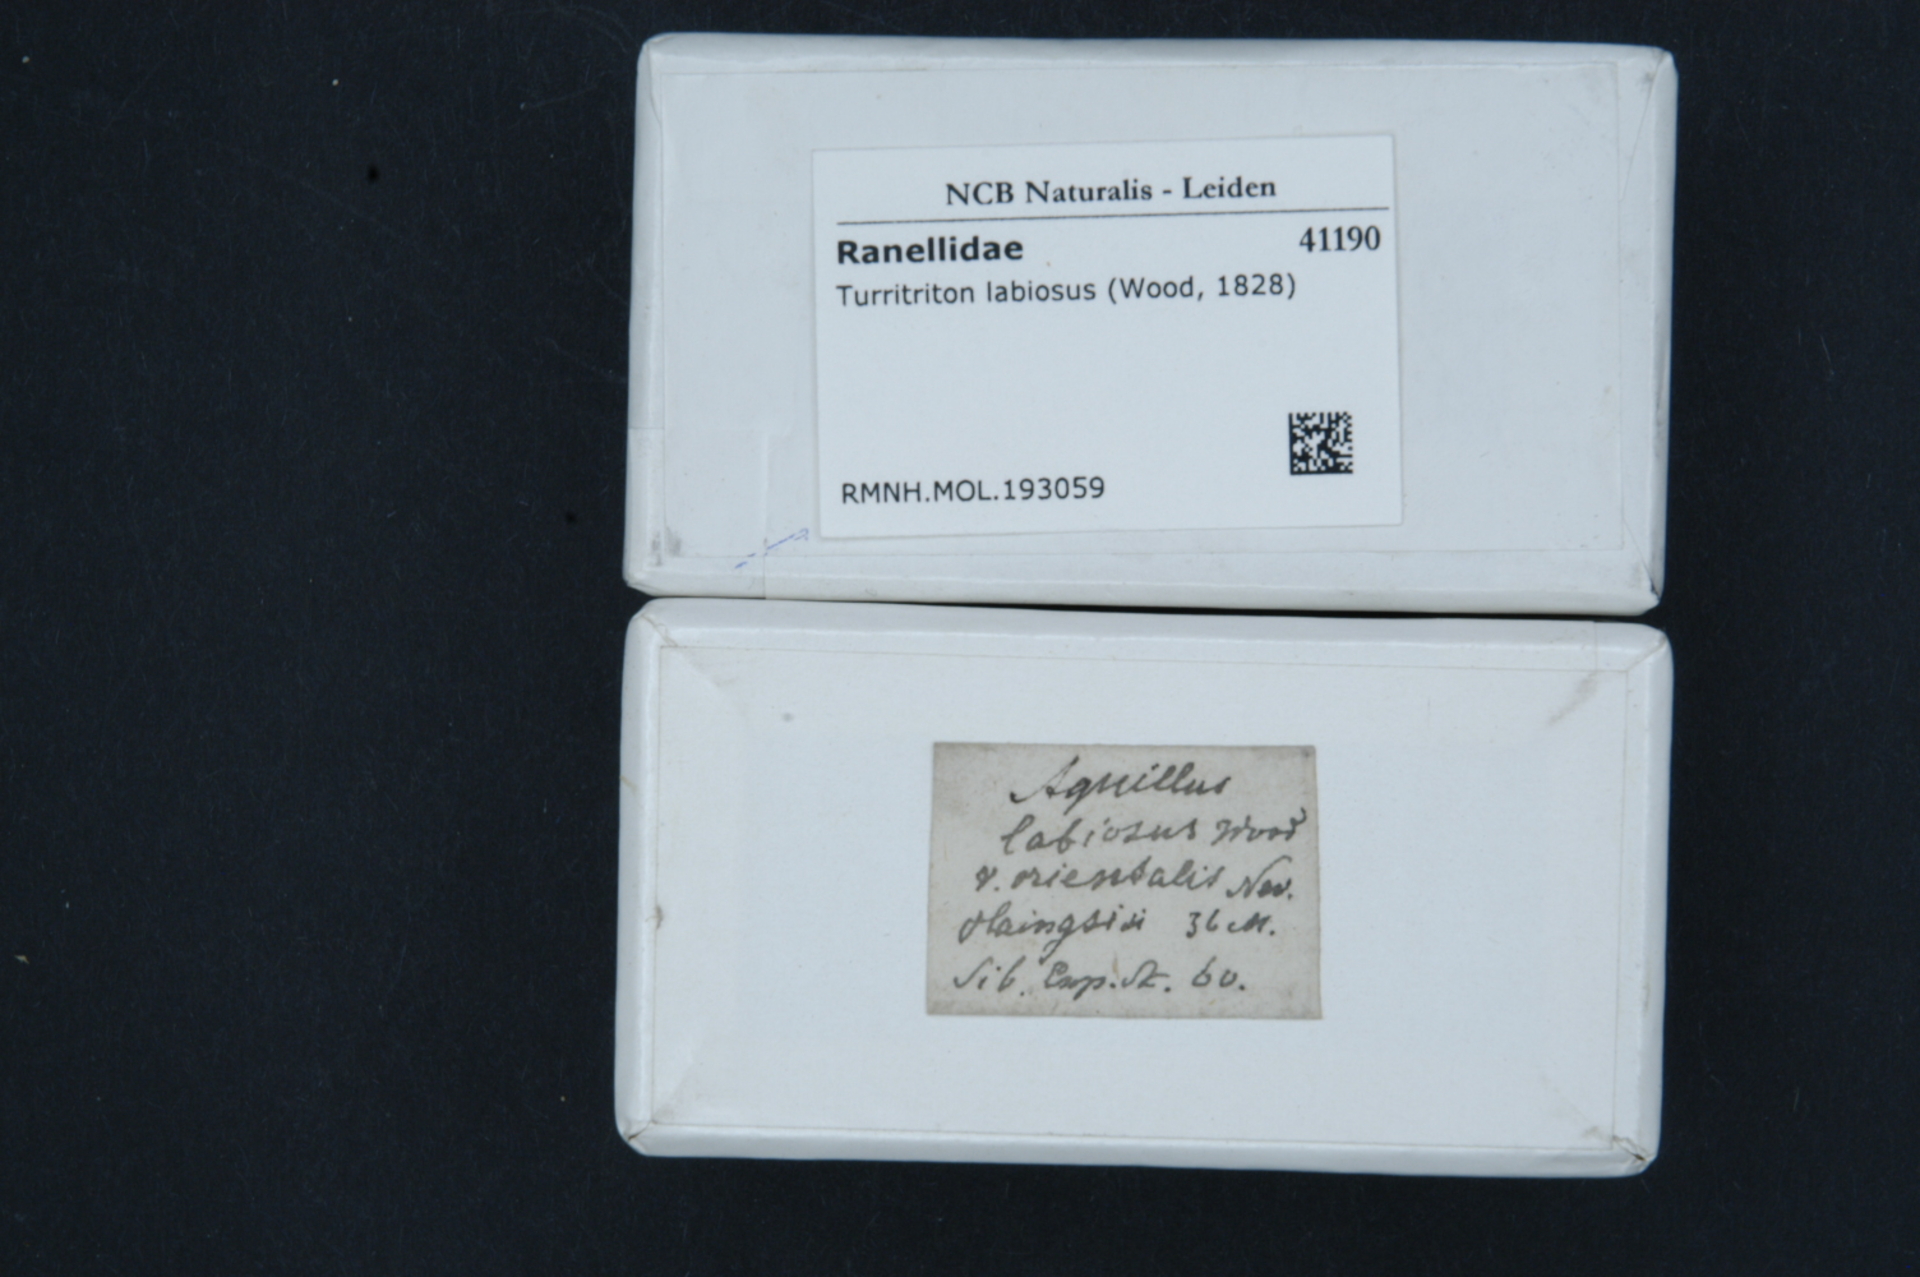 NCB Naturalis - Leiden
Ranellidae 41190
Turritriton labiosus (Wood, 1828)
RMNH.MOL.193059
Aquillus
labiosus Wood
v. orientalis Nev.
Haingsisi 36 M.
Sib. Exp. St. 60.